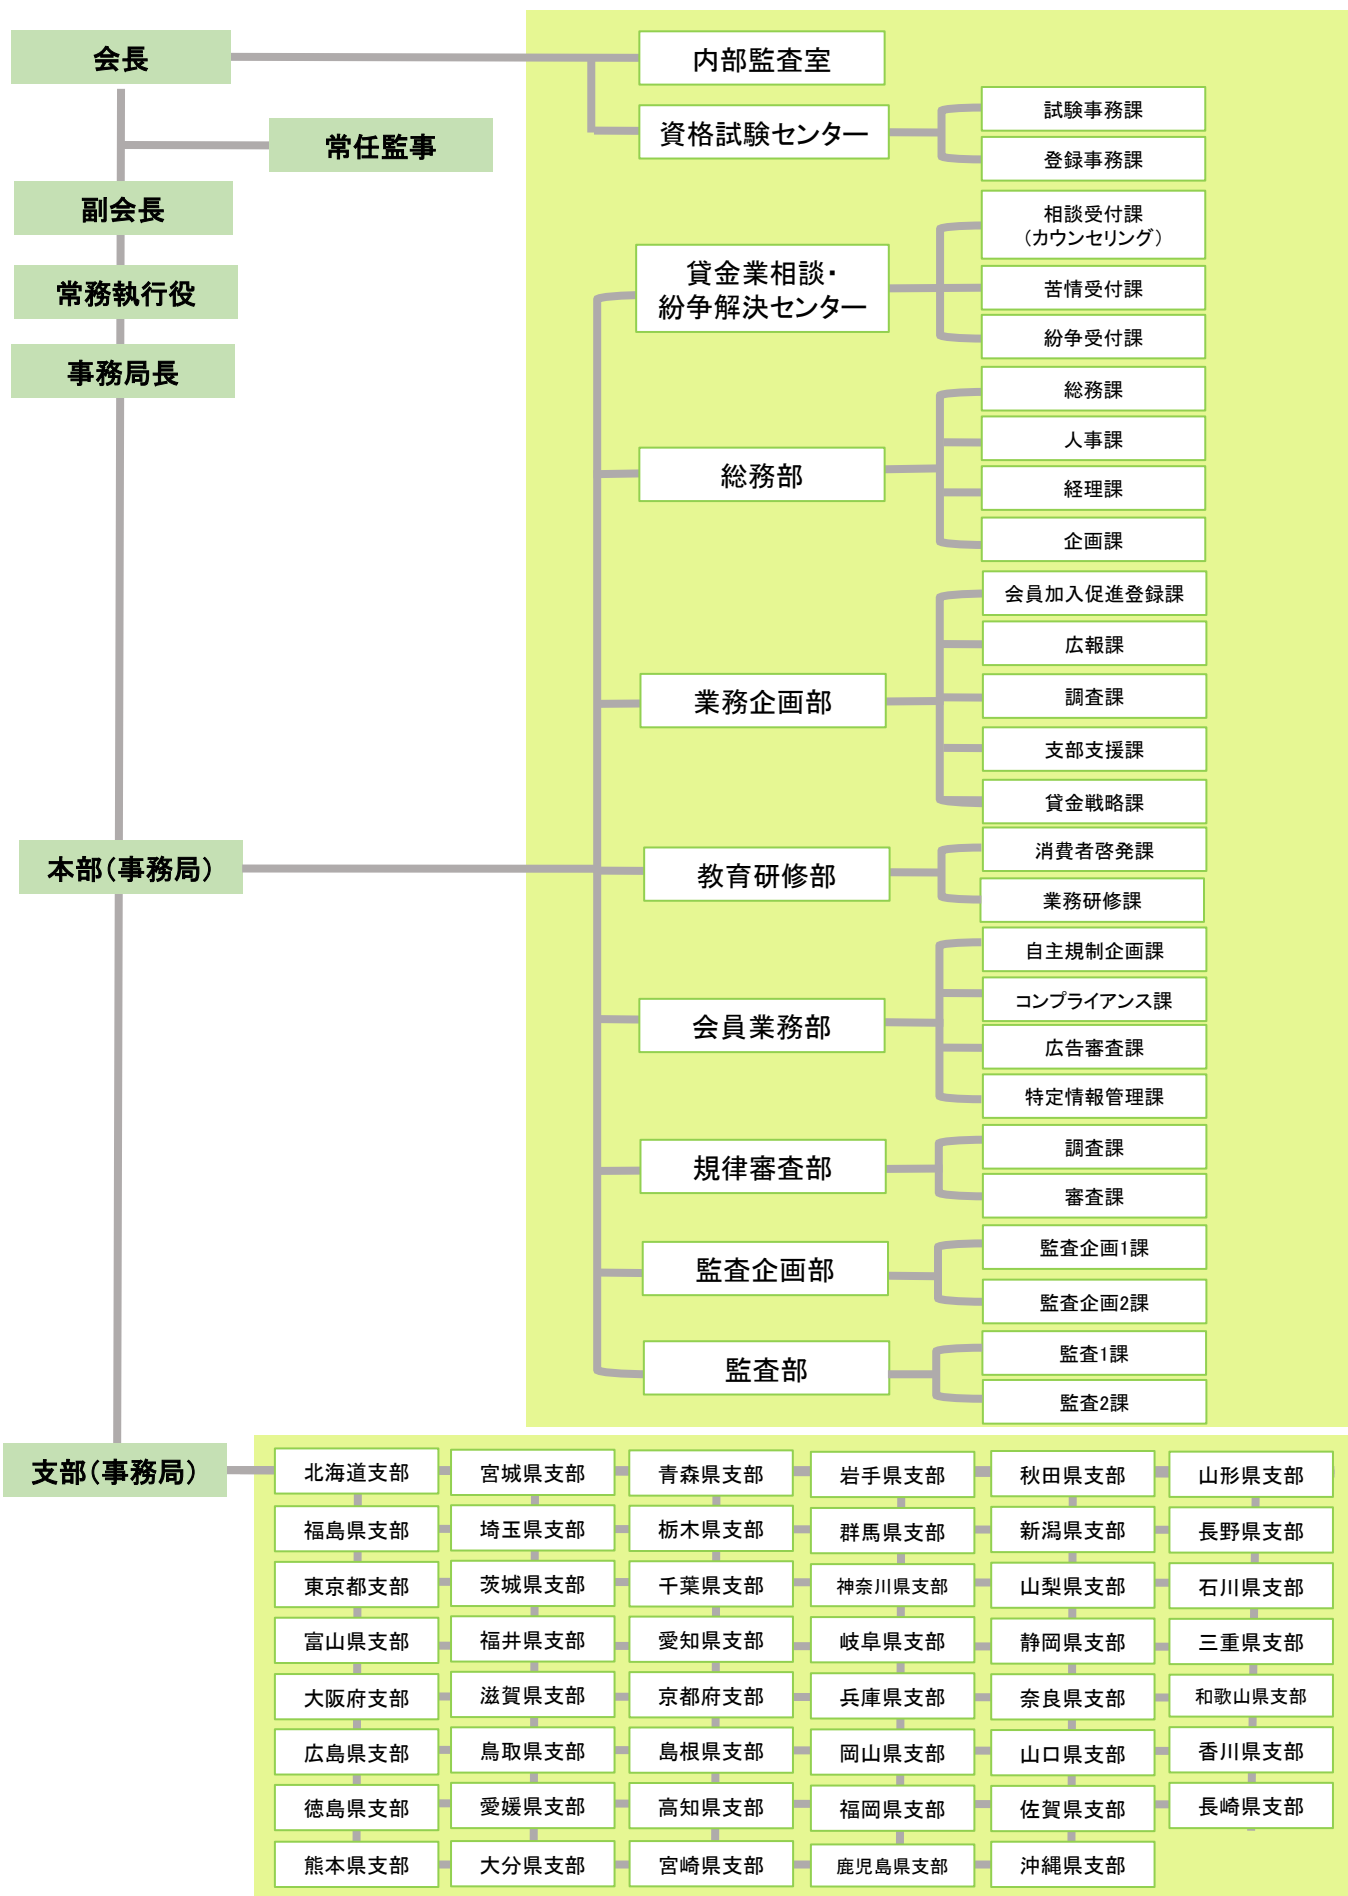 会長
常任監事
副会長
常務執行役
事務局長
本部（事務局）
支部（事務局）
内部監査室
資格試験センター
試験事務課
登録事務課
貸金業相談・
紛争解決センター
相談受付課
（カウンセリング）
苦情受付課
紛争受付課
総務部
総務課
人事課
経理課
企画課
業務企画部
会員加入促進登録課
広報課
調査課
支部支援課
貸金戦略課
教育研修部
消費者啓発課
業務研修課
会員業務部
自主規制企画課
コンプライアンス課
広告審査課
特定情報管理課
規律審査部
調査課
審査課
監査企画部
監査企画1課
監査企画2課
監査部
監査1課
監査2課
北海道支部 宮城県支部 青森県支部 岩手県支部 秋田県支部 山形県支部
福島県支部 埼玉県支部 栃木県支部 群馬県支部 新潟県支部 長野県支部
東京都支部 茨城県支部 千葉県支部 神奈川県支部 山梨県支部 石川県支部
富山県支部 福井県支部 愛知県支部 岐阜県支部 静岡県支部 三重県支部
大阪府支部 滋賀県支部 京都府支部 兵庫県支部 奈良県支部 和歌山県支部
広島県支部 鳥取県支部 島根県支部 岡山県支部 山口県支部 香川県支部
徳島県支部 愛媛県支部 高知県支部 福岡県支部 佐賀県支部 長崎県支部
熊本県支部 大分県支部 宮崎県支部 鹿児島県支部 沖縄県支部